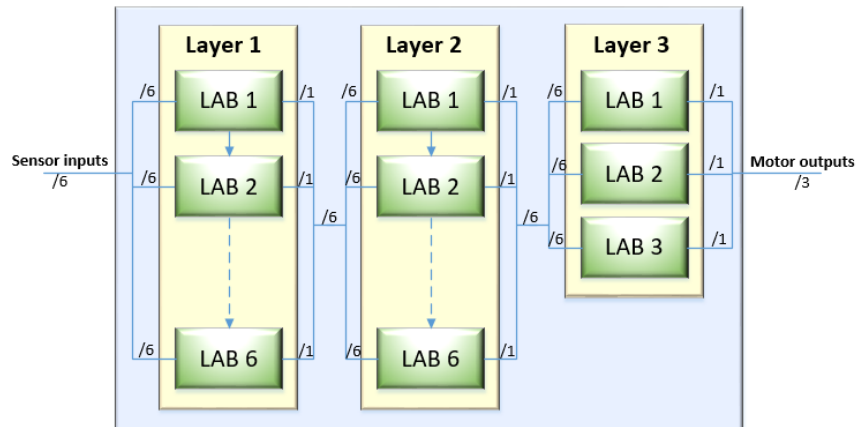 Layer 1
Layer 2
Layer 3
/6
LAB 1
/1
/6
LAB 1
/1
/6
LAB 1
/1
Sensor inputs
/6
/6
LAB 2
/1
/6
LAB 2
/1
/6
LAB 2
/1
Motor outputs
/3
/6
/6
/6
LAB 3
/1
/6
LAB 6
/1
/6
LAB 6
/1